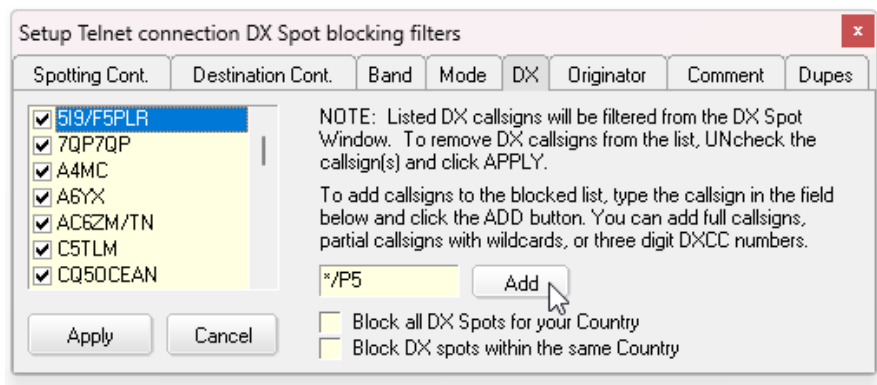 Setup Telnet connection DX Spot blocking filters
x
Spotting Cont. Destination Cont. Band Mode DX Originator Comment Dupes
5I9/F5PLR
7QP7QP
A4MC
A6YX
AC6ZM/TN
C5TLM
CQ50CEAN
NOTE: Listed DX callsigns will be filtered from the DX Spot
Window. To remove DX callsigns from the list, UNcheck the
callsign(s) and click APPLY.
To add callsigns to the blocked list, type the callsign in the field
below and click the ADD button. You can add full callsigns,
partial callsigns with wildcards, or three digit DXCC numbers.
*/P5
Add
Block all DX Spots for your Country
Block DX spots within the same Country
Apply
Cancel